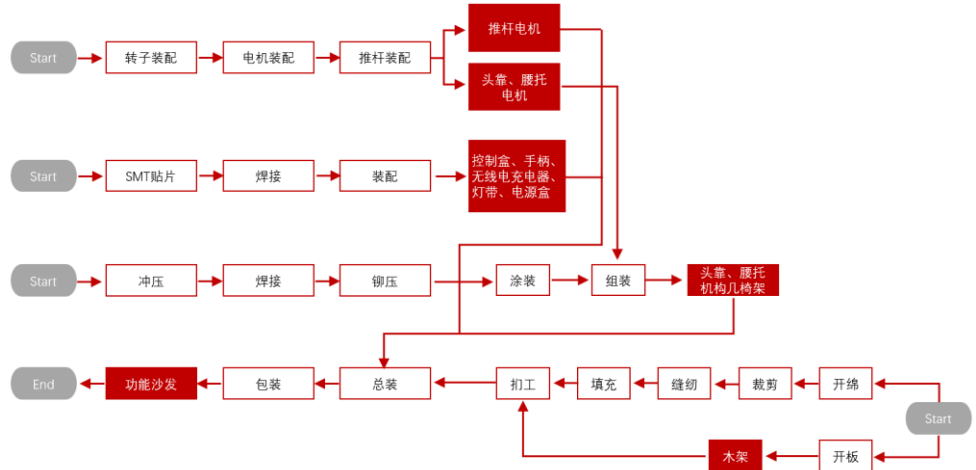 Start
转子装配
电机装配
推杆装配
推杆电机
头靠、腰托
电机
Start
SMT贴片
焊接
装配
控制盒、手柄、
无线电充电器、
灯带、电源盒
Start
冲压
焊接
铆压
涂装
组装
头靠、腰托
机构几椅架
End
功能沙发
包装
总装
扪工
填充
缝纫
裁剪
开绵
Start
木架
开板